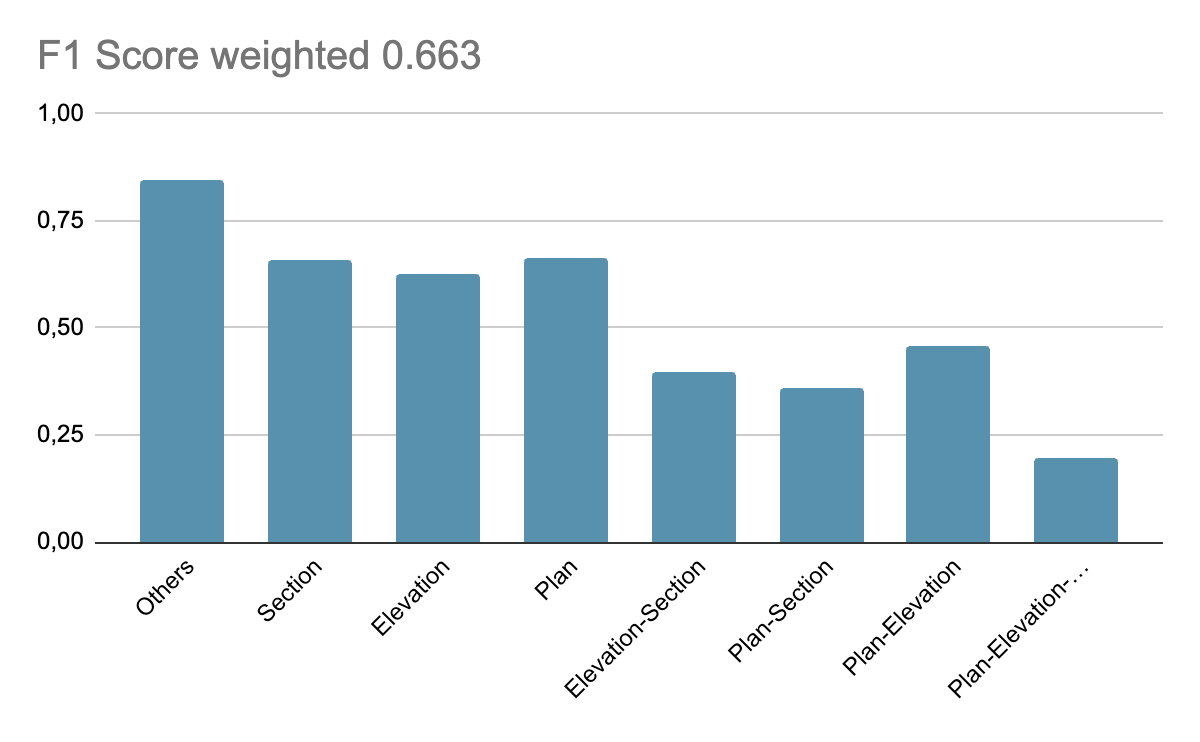 F1 Score weighted 0.663
1,00
0,75
0,50
0,25
0,00
Others
Section
Elevation
Plan
Elevation-Section
Plan-Section
Plan-Elevation
Plan-Elevation-...